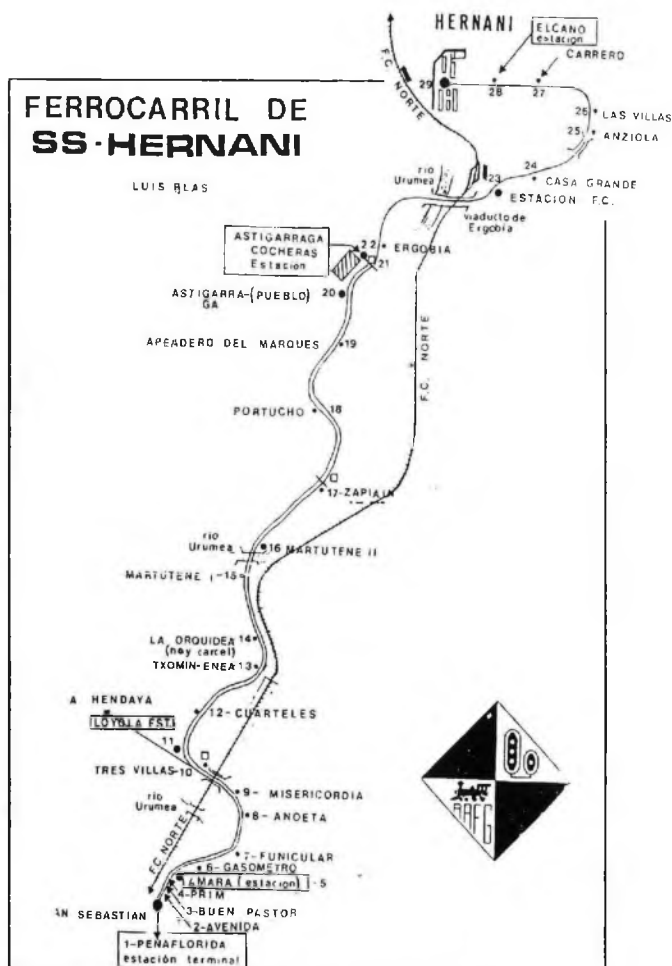 HERNANI
ELCANO
estacion
CARRERO
F.C. NORTE
29
28
27
26
LAS VILLAS
25
ANZIOLA
FERROCARRIL DE
SS-HERNANI
LUIS BLAS
24
CASA GRANDE
23
ESTACION F.C.
río
Urumea
viaducto de
Ergobia
ASTIGARRAGA
COCHERAS
Estacion
22
ERGOBIA
21
20
ASTIGARRA-(PUEBLO)
GA
APEADERO DEL MARQUES
19
F.C. NORTE
PORTUCHO
18
17-ZAPIAIN
río
Urumea
16 MARTUTENE II
MARTUTENE I-15
LA ORQUIDEA 14
(hoy carcel)
TXOMIN-ENEA 13
A HENDAYA
LOYOLA EST.
12-CUARTELES
11
TRES VILLAS-10
9- MISERICORDIA
río
Urumea
8- ANOETA
F.C. NORTE
7- FUNICULAR
6- GASOMETRO
AMARA (estación) -5
4-PRIM
AN SEBASTIAN
3-BUEN PASTOR
2-AVENIDA
1-PEÑAFLORIDA
estación terminal